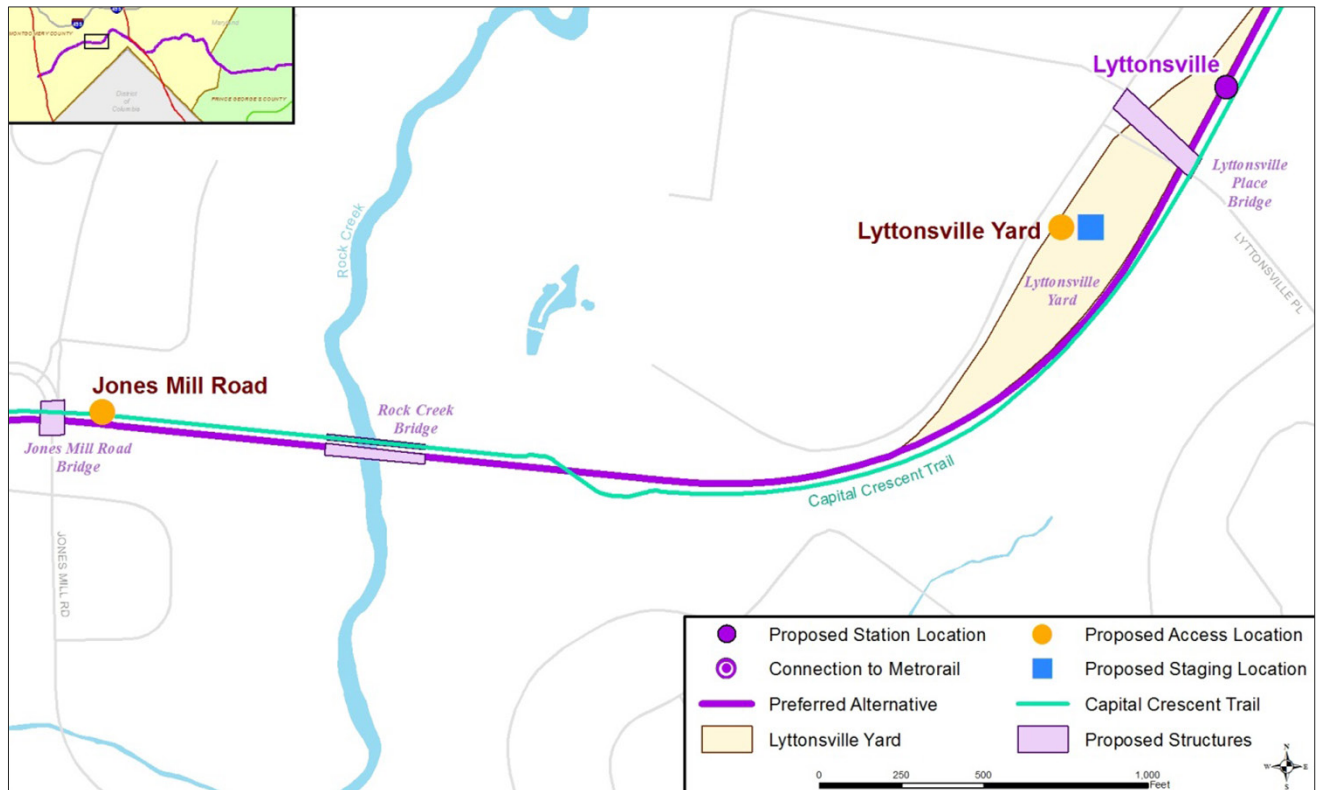 495
495
Maryland
MONTGOMERY COUNTY
District
of
Columbia
PRINCE GEORGE'S COUNTY
Lyttonsville
Lyttonsville
Place
Bridge
LYTTONSVILLE PL
Rock Creek
Lyttonsville Yard
Lyttonsville
Yard
Jones Mill Road
Rock Creek
Bridge
Jones Mill Road
Bridge
Capital Crescent Trail
JONES MILL RD
Proposed Station Location
Proposed Access Location
Connection to Metrorail
Proposed Staging Location
Preferred Alternative
Capital Crescent Trail
Lyttonsville Yard
Proposed Structures
0 250 500 1,000
Feet
N
W E
S